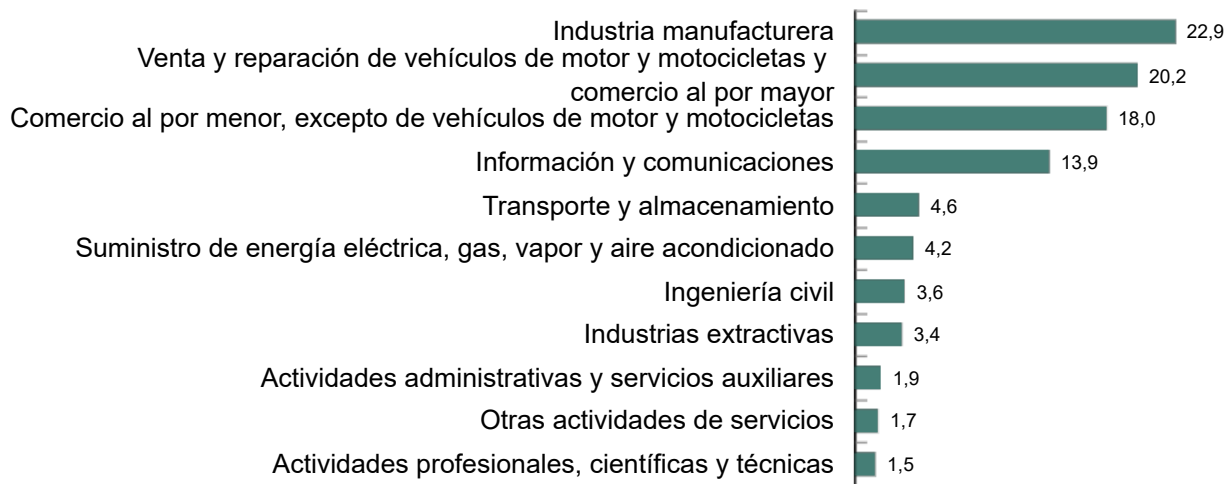 Industria manufacturera 22,9
Venta y reparación de vehículos de motor y motocicletas y
comercio al por mayor 20,2
Comercio al por menor, excepto de vehículos de motor y motocicletas 18,0
Información y comunicaciones 13,9
Transporte y almacenamiento 4,6
Suministro de energía eléctrica, gas, vapor y aire acondicionado 4,2
Ingeniería civil 3,6
Industrias extractivas 3,4
Actividades administrativas y servicios auxiliares 1,9
Otras actividades de servicios 1,7
Actividades profesionales, científicas y técnicas 1,5